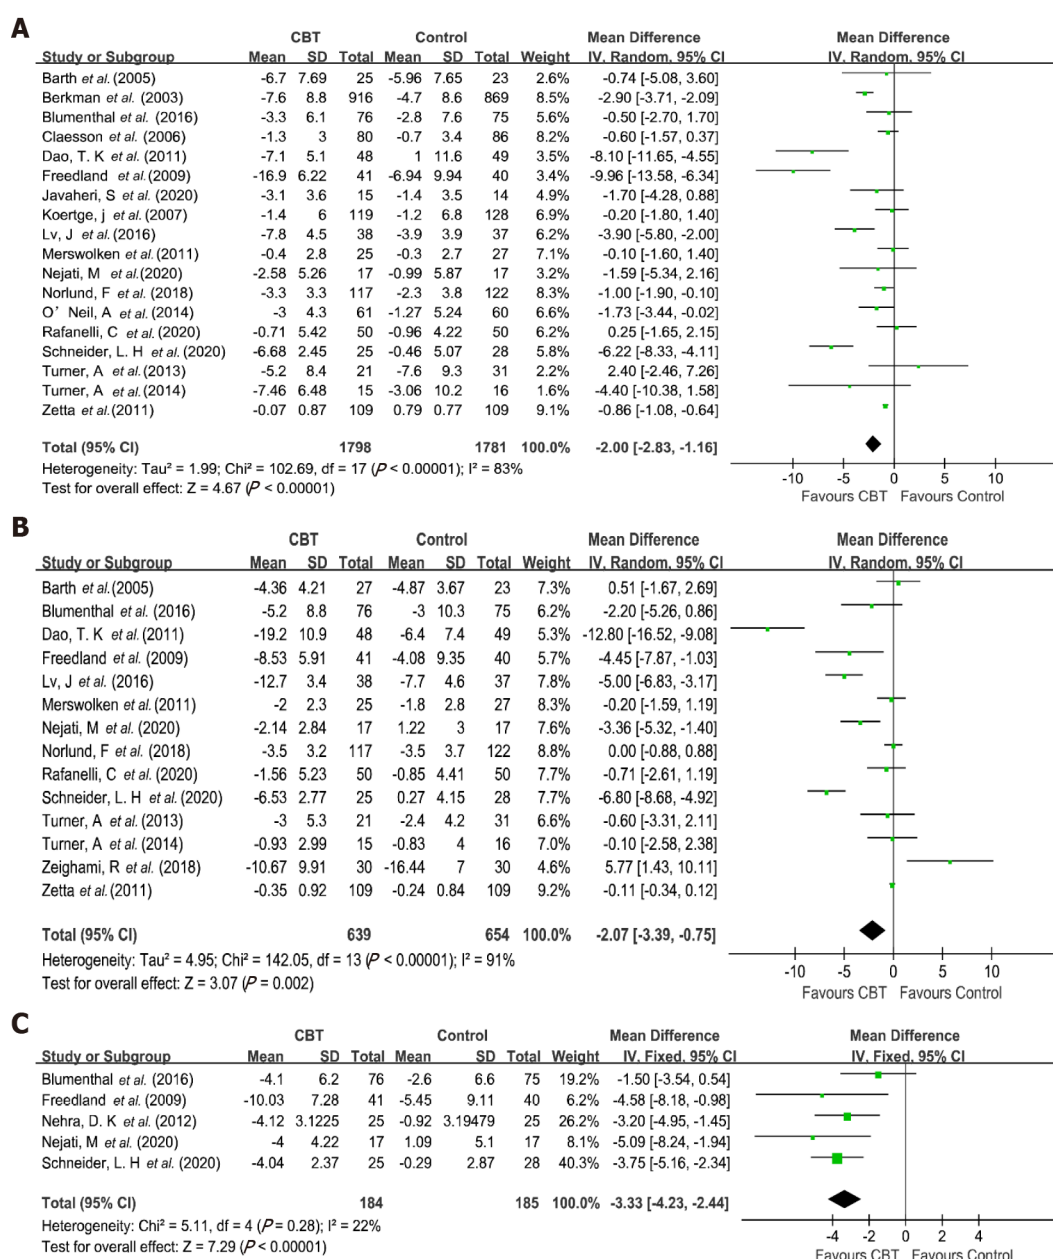 A
CBT Control Mean Difference Mean Difference
Study or Subgroup Mean SD Total Mean SD Total Weight IV, Random, 95% CI IV, Random, 95% CI
Barth et al. (2005) -6.7 7.69 25 -5.96 7.65 23 2.6% -0.74 [-5.08, 3.60]
Berkman et al. (2003) -7.6 8.8 916 -4.7 8.6 869 8.5% -2.90 [-3.71, -2.09]
Blumenthal (2016) -3.3 6.1 76 -2.8 7.6 75 5.6% -0.50 [-2.70, 1.70]
Claesson et al. (2006) -1.3 3 80 -0.7 3.4 86 8.2% -0.60 [-1.57, 0.37]
Dao, T. K et al. (2011) -7.1 5.1 48 1 11.6 49 3.5% -8.10 [-11.65, -4.55]
Freedland et al. (2009) -16.9 6.22 41 -6.94 9.94 40 3.4% -9.96 [-13.58, -6.34]
Javaheri, S et al. (2020) -3.1 3.6 15 -1.4 3.5 14 4.9% -1.70 [-4.28, 0.88]
Koertge, j et al. (2007) -1.4 6 119 -1.2 6.8 128 6.9% -0.20 [-1.80, 1.40]
Lv, J et al. (2016) -7.8 4.5 38 -3.9 3.9 37 6.2% -3.90 [-5.80, -2.00]
Merswolken et al. (2011) -0.4 2.8 25 -0.3 2.7 27 7.1% -0.10 [-1.60, 1.40]
Nejati, M et al. (2020) -2.58 5.26 17 -0.99 5.87 17 3.2% -1.59 [-5.34, 2.16]
Norlund, F et al. (2018) -3.3 3.3 117 -2.3 3.8 122 8.3% -1.00 [-1.90, -0.10]
O' Neil, A et al. (2014) -3 4.3 61 -1.27 5.24 60 6.7% -1.73 [-3.44, -0.02]
Rafanelli, C et al. (2020) -0.71 5.42 50 -0.96 4.22 50 6.2% 0.25 [-1.65, 2.15]
Schneider, L. H et al. (2020) -6.68 2.45 25 -0.46 5.07 28 5.8% -6.22 [-8.33, -4.11]
Turner, A et al. (2013) -5.2 8.4 21 -7.6 9.3 31 2.2% 2.40 [-2.46, 7.26]
Turner, A et al. (2014) -7.46 6.48 15 -3.06 10.2 16 1.6% -4.40 [-10.38, 1.58]
Zetta et al. (2011) -0.07 0.87 109 0.79 0.77 109 9.1% -0.86 [-1.08, -0.64]
Total (95% CI) 1798 1781 100.0% -2.00 [-2.83, -1.16]
Heterogeneity: Tau² = 1.99; Chi² = 102.69, df = 17 (P < 0.00001); I² = 83%
Test for overall effect: Z = 4.67 (P < 0.00001)
-10 -5 0 5 10
Favours CBT Favours Control
B
CBT Control Mean Difference Mean Difference
Study or Subgroup Mean SD Total Mean SD Total Weight IV, Random, 95% CI IV, Random, 95% CI
Barth et al. (2005) -4.36 4.21 27 -4.87 3.67 23 7.3% 0.51 [-1.67, 2.69]
Blumenthal (2016) -5.2 8.8 76 -3 10.3 75 6.2% -2.20 [-5.26, 0.86]
Dao, T. K et al. (2011) -19.2 10.9 48 -6.4 7.4 49 5.3% -12.80 [-16.52, -9.08]
Freedland et al. (2009) -8.53 5.91 41 -4.08 9.35 40 5.7% -4.45 [-7.87, -1.03]
Lv, J et al. (2016) -12.7 3.4 38 -7.7 4.6 37 7.8% -5.00 [-6.83, -3.17]
Merswolken et al. (2011) -2 2.3 25 -1.8 2.8 27 8.2% -0.20 [-1.59, 1.19]
Nejati, M et al. (2020) -2.14 2.84 17 1.22 3 17 7.6% -3.36 [-5.32, -1.40]
Norlund, F et al. (2018) -3.5 3.2 117 -3.5 3.7 122 8.8% 0.00 [-0.88, 0.88]
Rafanelli, C et al. (2020) -1.56 5.23 50 -0.85 4.41 50 7.7% -0.71 [-2.61, 1.19]
Schneider, L. H et al. (2020) -6.53 2.77 25 0.27 4.15 28 7.7% -6.80 [-8.68, -4.92]
Turner, A et al. (2013) -3 5.3 21 -2.4 4.2 31 6.6% -0.60 [-3.31, 2.11]
Turner, A et al. (2014) -0.93 2.99 15 -0.83 4 16 7.0% -0.10 [-2.58, 2.38]
Zeighami, R et al. (2018) -10.67 9.91 30 -16.44 7 30 4.6% 5.77 [1.43, 10.11]
Zetta et al. (2011) -0.35 0.92 109 -0.24 0.84 109 9.2% -0.11 [-0.34, 0.12]
Total (95% CI) 639 654 100.0% -2.07 [-3.39, -0.75]
Heterogeneity: Tau² = 4.95; Chi² = 142.05, df = 13 (P < 0.00001); I² = 91%
Test for overall effect: Z = 3.07 (P = 0.002)
-10 -5 0 5 10
Favours CBT Favours Control
C
CBT Control Mean Difference Mean Difference
Study or Subgroup Mean SD Total Mean SD Total Weight IV, Fixed, 95% CI IV, Fixed, 95% CI
Blumenthal et al. (2016) -4.1 6.2 76 -2.6 6.6 75 19.2% -1.50 [-3.54, 0.54]
Freedland et al. (2009) -10.03 7.28 41 -5.45 9.11 40 6.2% -4.58 [-8.18, -0.98]
Nehra, D. K et al. (2012) -4.12 3.1225 25 -0.92 3.19479 25 26.2% -3.20 [-4.95, -1.45]
Nejati, M et al. (2020) -4 4.22 17 1.09 5.1 17 8.1% -5.09 [-8.24, -1.94]
Schneider, L. H et al. (2020) -4.04 2.37 25 -0.29 2.87 28 40.3% -3.75 [-5.16, -2.34]
Total (95% CI) 184 185 100.0% -3.33 [-4.23, -2.44]
Heterogeneity: Chi² = 5.11, df = 4 (P = 0.28); I² = 22%
Test for overall effect: Z = 7.29 (P < 0.00001)
-4 -2 0 2 4
Favours CBT Favours Control